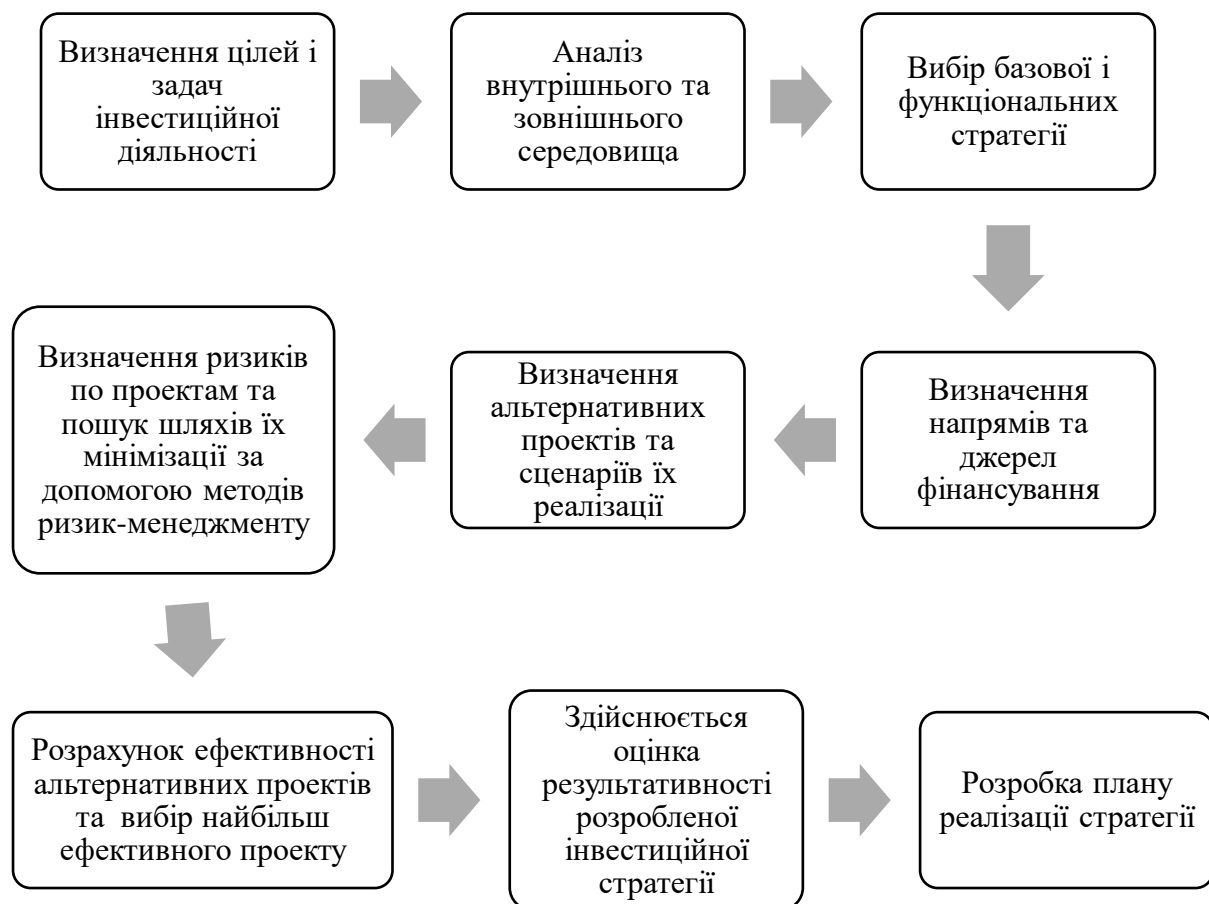 Визначення цілей і
задач
інвестиційної
діяльності
Аналіз
внутрішнього та
зовнішнього
середовища
Вибір базової і
функціональних
стратегії
Визначення
напрямів та
джерел
фінансування
Визначення
альтернативних
проектів та
сценаріїв їх
реалізації
Визначення ризиків
по проектам та
пошук шляхів їх
мінімізації за
допомогою методів
ризик-менеджменту
Розрахунок ефективності
альтернативних проектів
та вибір найбільш
ефективного проекту
Здійснюється
оцінка
результативності
розробленої
інвестиційної
стратегії
Розробка плану
реалізації стратегії